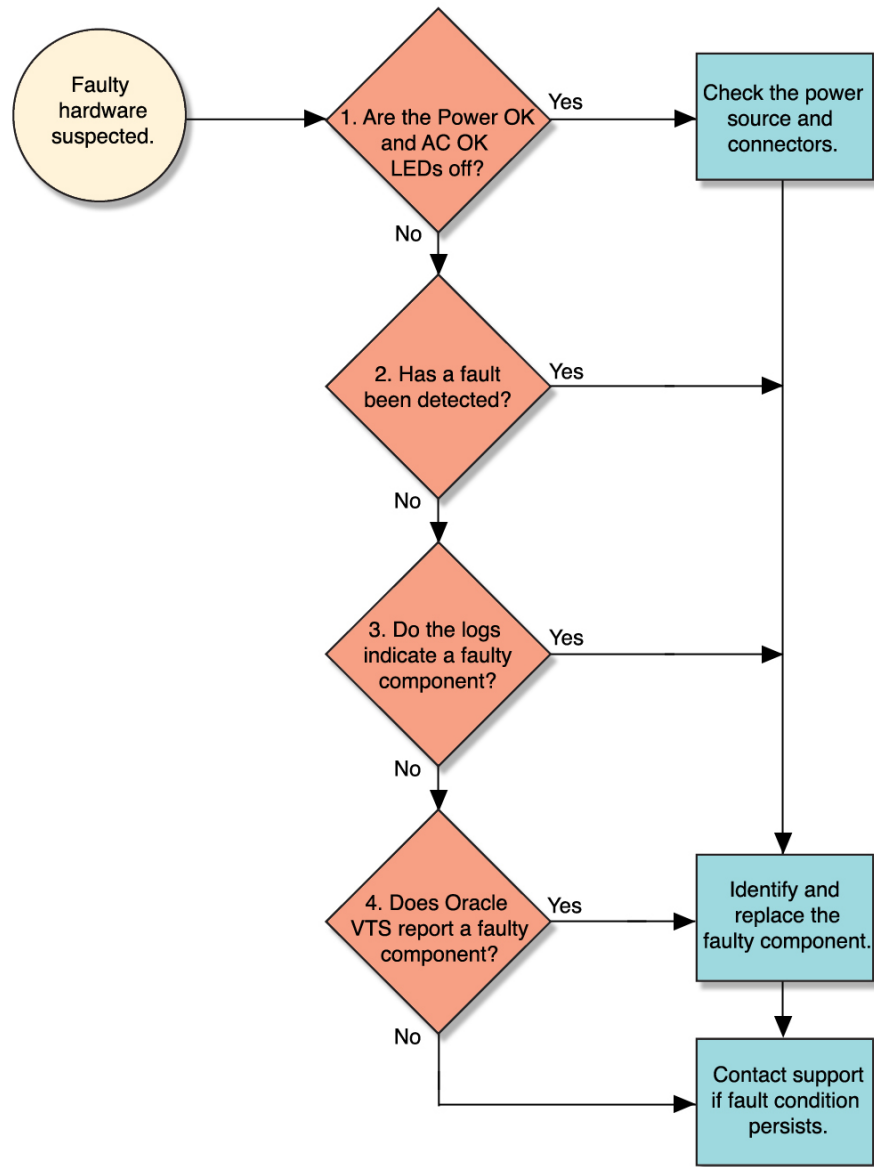 Faulty
hardware
suspected.
1. Are the Power OK
and AC OK
LEDs off?
Yes
Check the power
source and
connectors.
No
2. Has a fault
been detected?
Yes
No
3. Do the logs
indicate a faulty
component?
Yes
No
4. Does Oracle
VTS report a faulty
component?
Yes
Identify and
replace the
faulty component.
No
Contact support
if fault condition
persists.